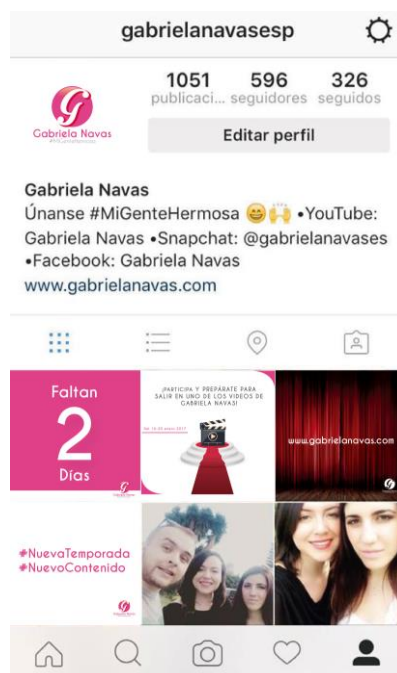 gabrielanavasesp
1051 596 326
publicaci... seguidores seguidos
Gabriela Navas
Editar perfil
Gabriela Navas
Únanse #MiGenteHermosa 😄🙌 •YouTube:
Gabriela Navas •Snapchat: @gabrielanavases
•Facebook: Gabriela Navas
www.gabrielanavas.com
Faltan
2
Días
¡PARTICIPA Y PREPÁRATE PARA
SALIR EN UNO DE LOS VIDEOS DE
GABRIELA NAVAS!
www.gabrielanavas.com
#NuevaTemporada
#NuevoContenido